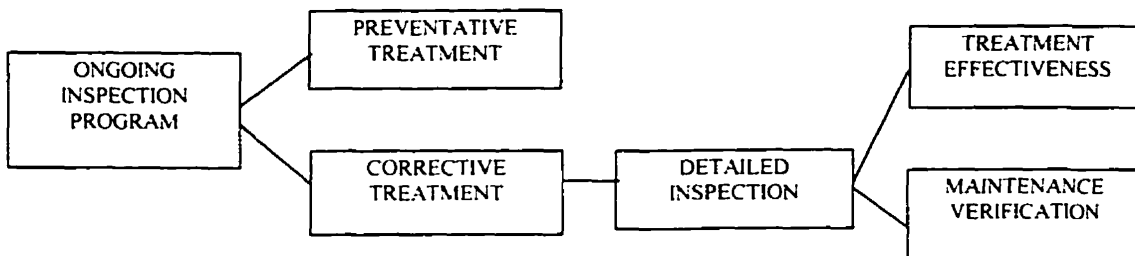 ONGOING
INSPECTION
PROGRAM
PREVENTATIVE
TREATMENT
CORRECTIVE
TREATMENT
DETAILED
INSPECTION
TREATMENT
EFFECTIVENESS
MAINTENANCE
VERIFICATION